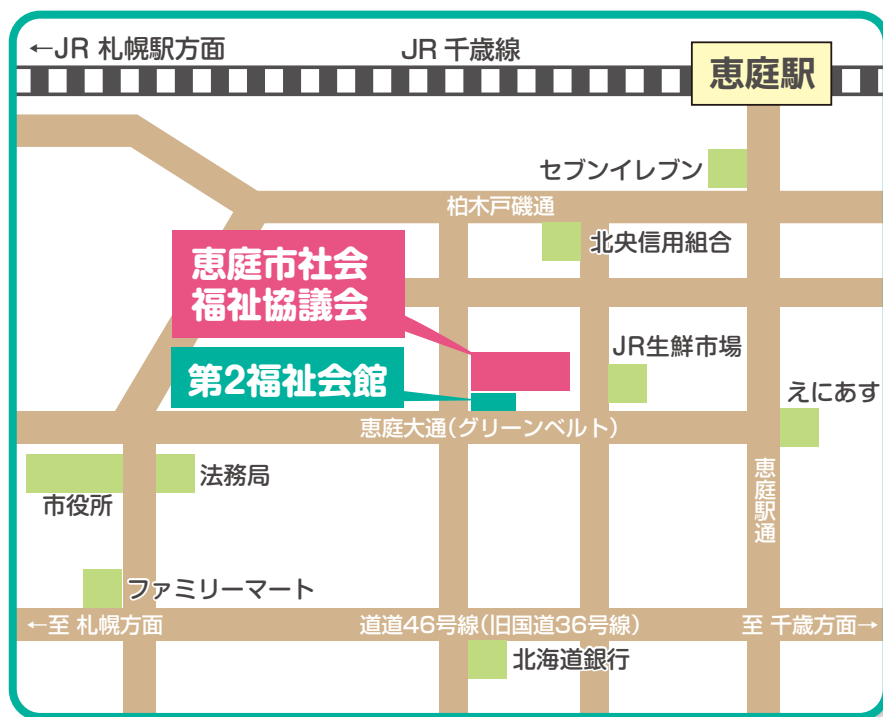 ←JR 札幌駅方面
JR 千歳線
恵庭駅
セブンイレブン
柏木戸磯通
北央信用組合
恵庭市社会
福祉協議会
JR生鮮市場
第2福祉会館
えにあす
恵庭大通(グリーンベルト)
恵庭駅通
法務局
市役所
ファミリーマート
←至 札幌方面
道道46号線(旧国道36号線)
至 千歳方面→
北海道銀行